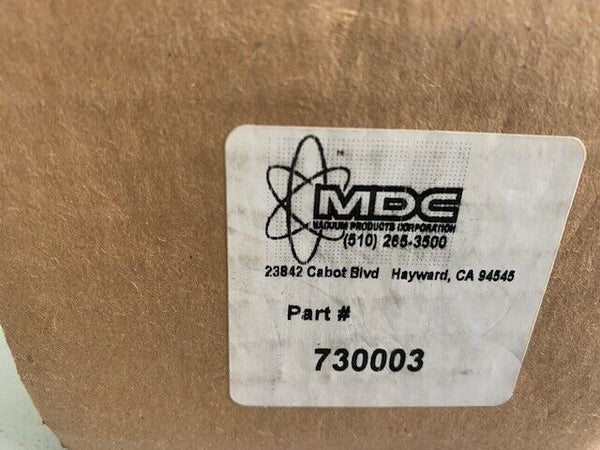 MDC
VACUUM PRODUCTS CORPORATION
(510) 265-3500
23842 Cabot Blvd Hayward, CA 94545
Part #
730003